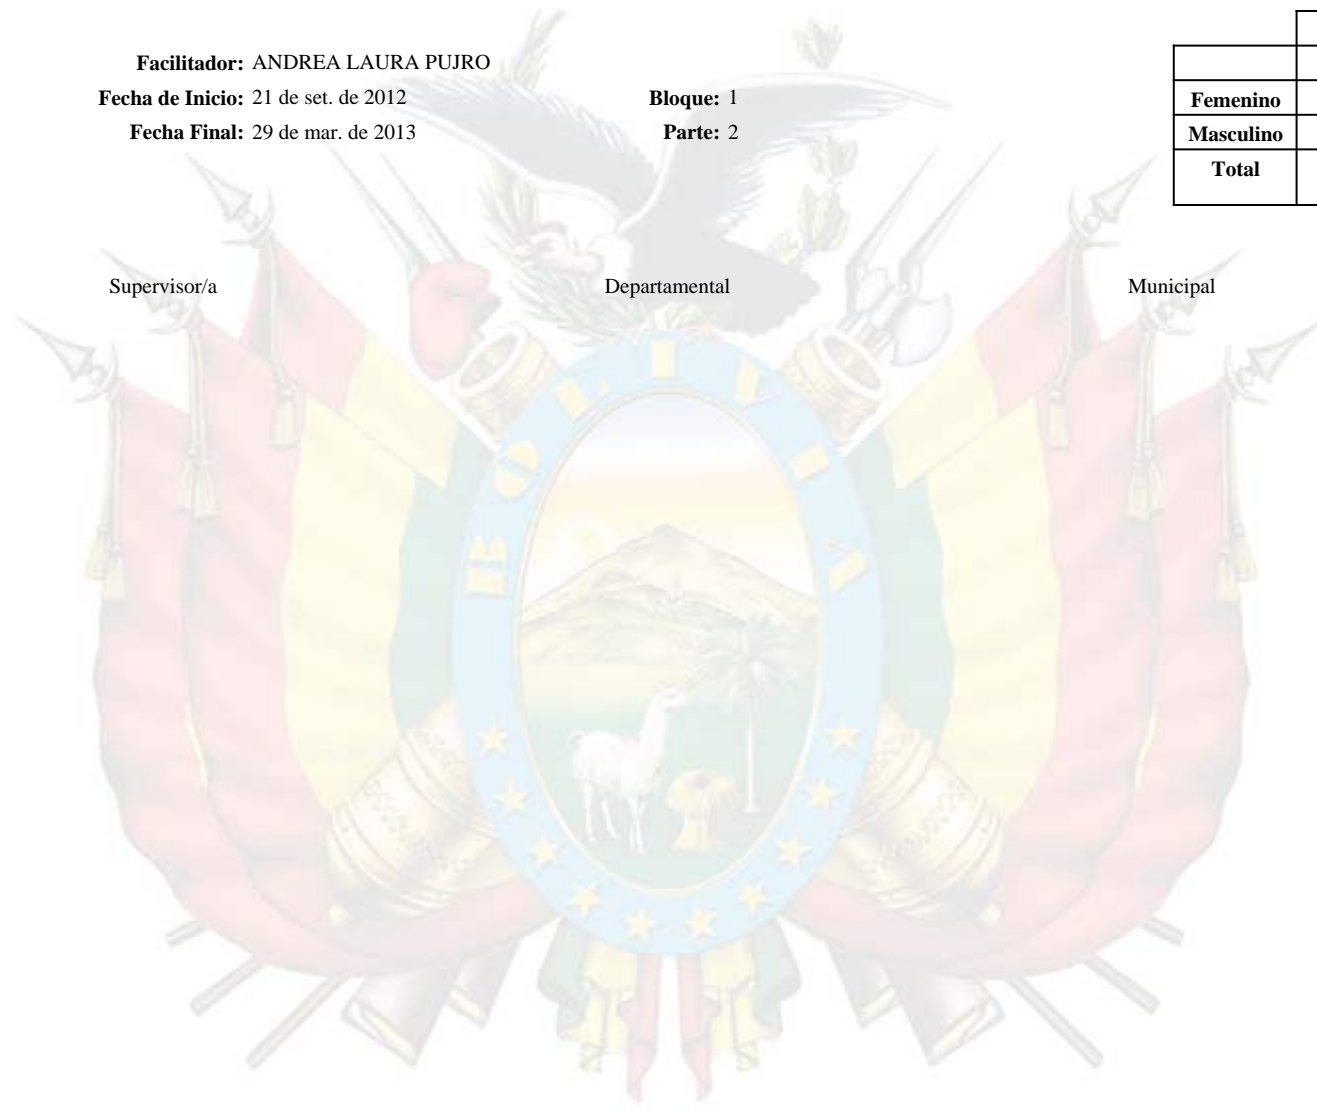 Facilitador: ANDREA LAURA PUJRO
Fecha de Inicio: 21 de set. de 2012 Bloque: 1
Fecha Final: 29 de mar. de 2013 Parte: 2
Femenino
Masculino
Total
Supervisor/a Departamental Municipal
BOLIVIA